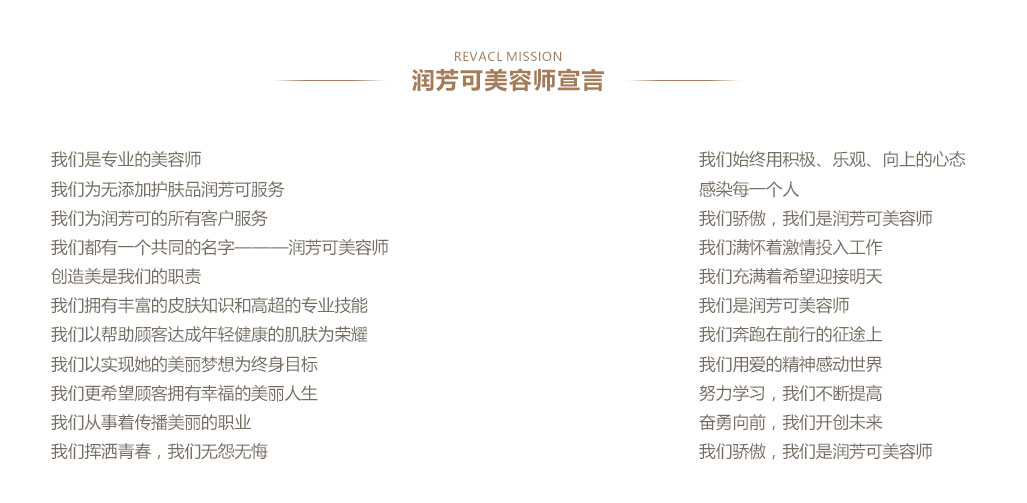 REVACL MISSION
润芳可美容师宣言
我们是专业的美容师
我们为无添加护肤品润芳可服务
我们为润芳可的所有客户服务
我们都有一个共同的名字———润芳可美容师
创造美是我们的职责
我们拥有丰富的皮肤知识和高超的专业技能
我们以帮助顾客达成年轻健康的肌肤为荣耀
我们以实现她的美丽梦想为终身目标
我们更希望顾客拥有幸福的美丽人生
我们从事着传播美丽的职业
我们挥洒青春，我们无怨无悔
我们始终用积极、乐观、向上的心态
感染每一个人
我们骄傲，我们是润芳可美容师
我们满怀着激情投入工作
我们充满着希望迎接明天
我们是润芳可美容师
我们奔跑在前行的征途上
我们用爱的精神感动世界
努力学习，我们不断提高
奋勇向前，我们开创未来
我们骄傲，我们是润芳可美容师